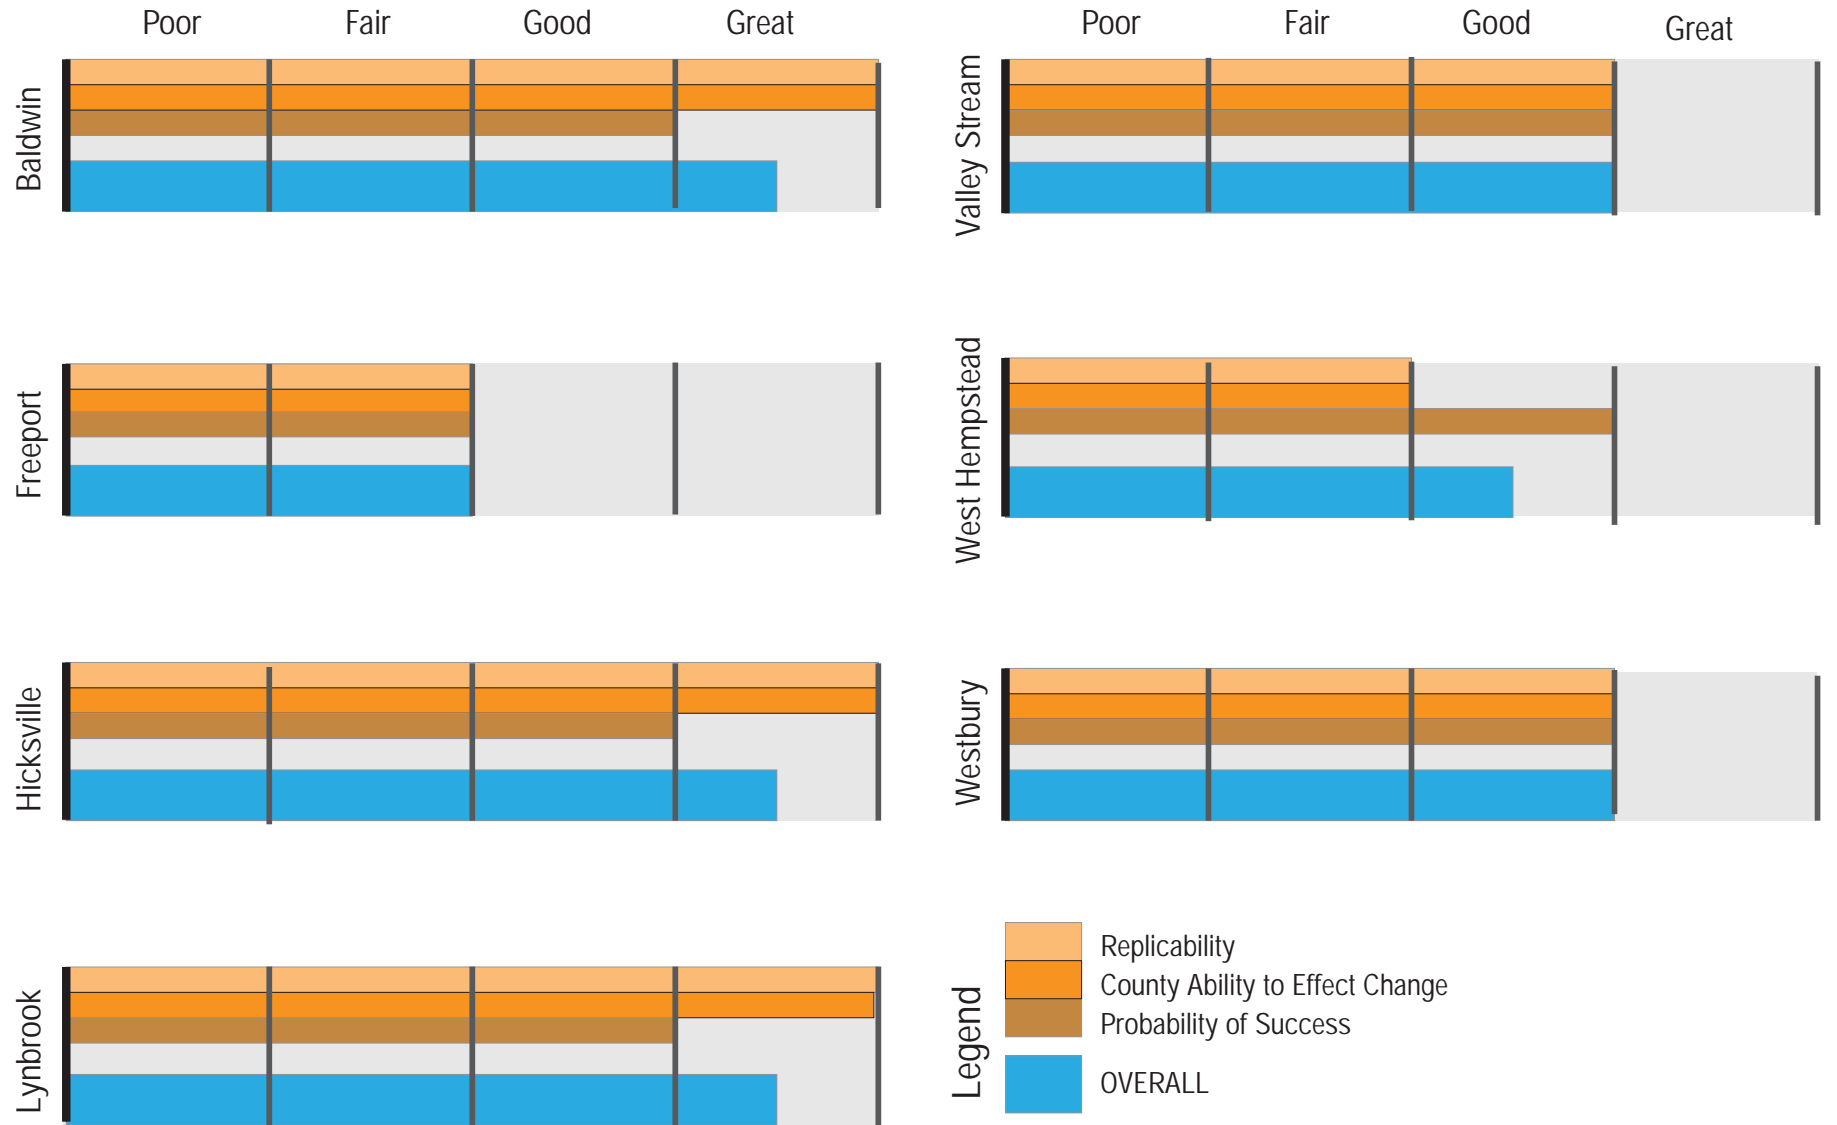 Poor Fair Good Great
Baldwin
Freeport
Hicksville
Lynbrook
Poor Fair Good Great
Valley Stream
West Hempstead
Westbury
Legend
Replicability
County Ability to Effect Change
Probability of Success
OVERALL